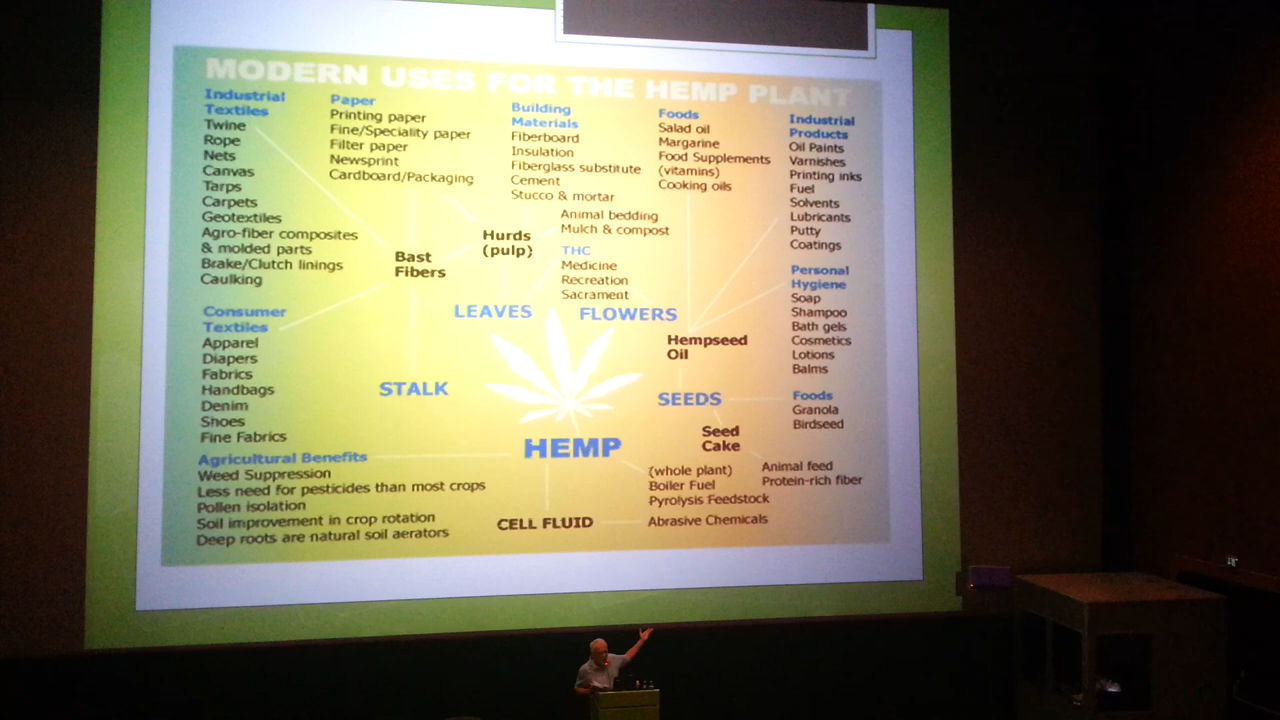 MODERN USES FOR THE HEMP PLANT
Industrial
Textiles
Twine
Rope
Nets
Canvas
Tarps
Carpets
Geotextiles
Agro-fiber composites
& molded parts
Brake/Clutch linings
Caulking
Paper
Printing paper
Fine/Speciality paper
Filter paper
Newsprint
Cardboard/Packaging
Building
Materials
Fiberboard
Insulation
Fiberglass substitute
Cement
Stucco & mortar
Foods
Salad oil
Margarine
Food Supplements
(vitamins)
Cooking oils
Industrial
Products
Oil Paints
Varnishes
Printing inks
Fuel
Solvents
Lubricants
Putty
Coatings
Animal bedding
Mulch & compost
Hurds
(pulp)
Bast
Fibers
THC
Medicine
Recreation
Sacrament
Personal
Hygiene
Soap
Shampoo
Bath gels
Cosmetics
Lotions
Balms
LEAVES
FLOWERS
Consumer
Textiles
Apparel
Diapers
Fabrics
Handbags
Denim
Shoes
Fine Fabrics
Hempseed
Oil
STALK
SEEDS
Foods
Granola
Birdseed
HEMP
Seed
Cake
Animal feed
Protein-rich fiber
Agricultural Benefits
Weed Suppression
Less need for pesticides than most crops
Pollen isolation
Soil improvement in crop rotation
Deep roots are natural soil aerators
(whole plant)
Boiler Fuel
Pyrolysis Feedstock
CELL FLUID
Abrasive Chemicals